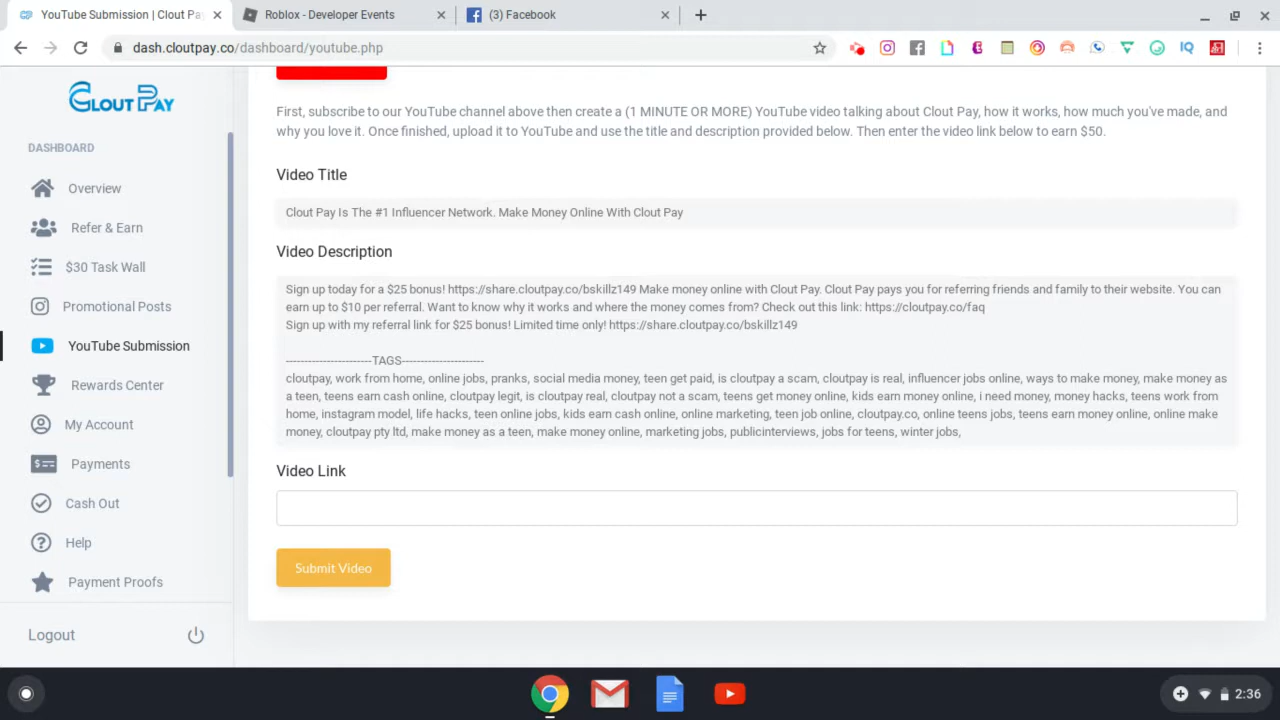 YouTube Submission | Clout Pay
Roblox - Developer Events
(3) Facebook
dash.cloutpay.co/dashboard/youtube.php
CLOUT PAY
DASHBOARD
Overview
Refer & Earn
$30 Task Wall
Promotional Posts
YouTube Submission
Rewards Center
My Account
Payments
Cash Out
Help
Payment Proofs
Logout
First, subscribe to our YouTube channel above then create a (1 MINUTE OR MORE) YouTube video talking about Clout Pay, how it works, how much you've made, and
why you love it. Once finished, upload it to YouTube and use the title and description provided below. Then enter the video link below to earn $50.
Video Title
Clout Pay Is The #1 Influencer Network. Make Money Online With Clout Pay
Video Description
Sign up today for a $25 bonus! https://share.cloutpay.co/bskillz149 Make money online with Clout Pay. Clout Pay pays you for referring friends and family to their website. You can
earn up to $10 per referral. Want to know why it works and where the money comes from? Check out this link: https://cloutpay.co/faq
Sign up with my referral link for $25 bonus! Limited time only! https://share.cloutpay.co/bskillz149
-----------------------TAGS----------------------
cloutpay, work from home, online jobs, pranks, social media money, teen get paid, is cloutpay a scam, cloutpay is real, influencer jobs online, ways to make money, make money as
a teen, teens earn cash online, cloutpay legit, is cloutpay real, cloutpay not a scam, teens get money online, kids earn money online, i need money, money hacks, teens work from
home, instagram model, life hacks, teen online jobs, kids earn cash online, online marketing, teen job online, cloutpay.co, online teens jobs, teens earn money online, online make
money, cloutpay pty ltd, make money as a teen, make money online, marketing jobs, publicinterviews, jobs for teens, winter jobs,
Video Link
Submit Video
2:36